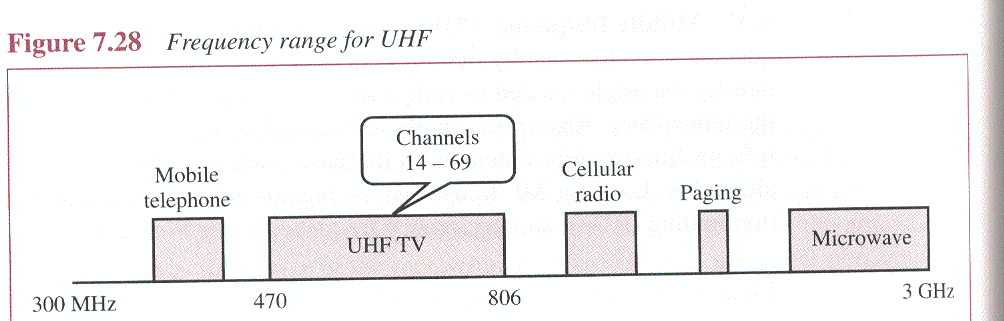 Figure 7.28 Frequency range for UHF
Channels
14 – 69
Mobile
telephone
Cellular
radio
Paging
UHF TV
Microwave
300 MHz
470
806
3 GHz